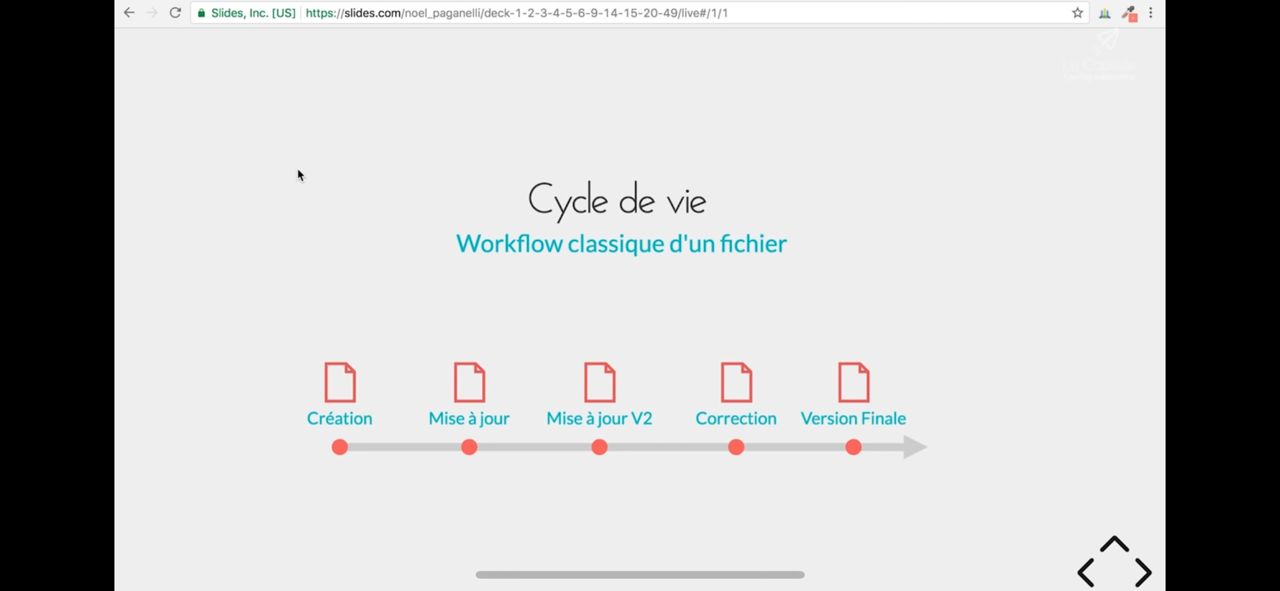 Slides, Inc. [US] https://slides.com/noel_paganelli/deck-1-2-3-4-5-6-9-14-15-20-49/live#/1/1
Cycle de vie
Workflow classique d'un fichier
Création Mise à jour Mise à jour V2 Correction Version Finale